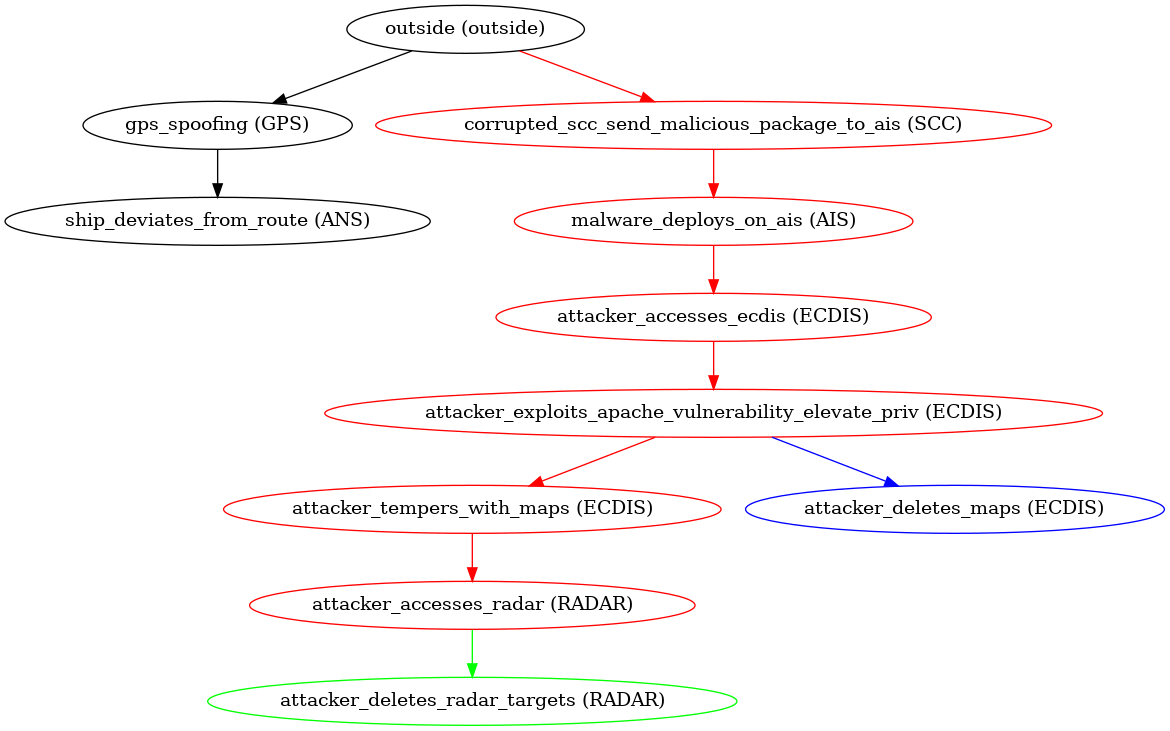 outside (outside)
gps_spoofing (GPS)
corrupted_scc_send_malicious_package_to_ais (SCC)
ship_deviates_from_route (ANS)
malware_deploys_on_ais (AIS)
attacker_accesses_ecdis (ECDIS)
attacker_exploits_apache_vulnerability_elevate_priv (ECDIS)
attacker_tempers_with_maps (ECDIS)
attacker_deletes_maps (ECDIS)
attacker_accesses_radar (RADAR)
attacker_deletes_radar_targets (RADAR)